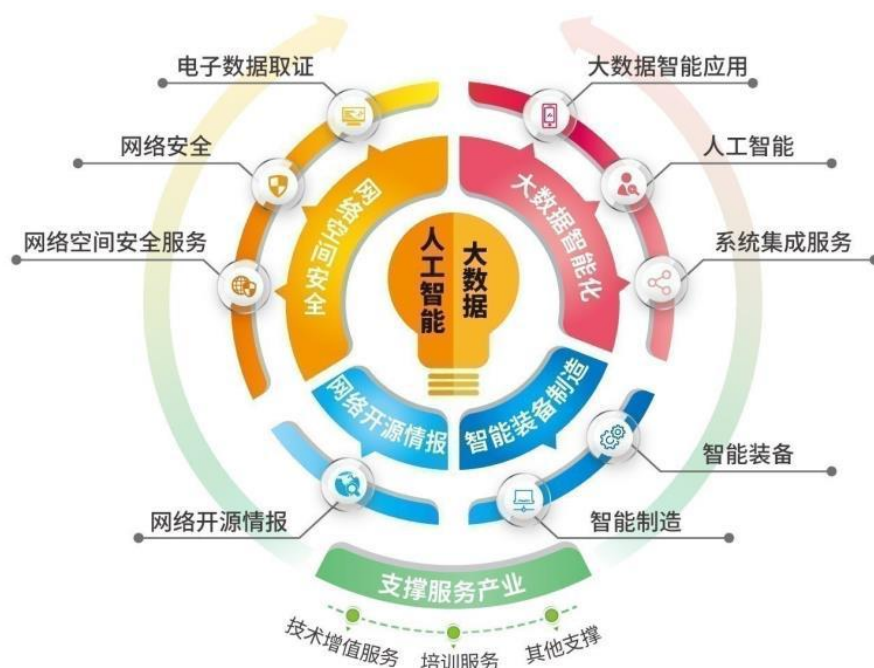 电子数据取证
大数据智能应用
网络安全
人工智能
网络空间安全服务
系统集成服务
网络空间安全
大数据智能化
人工智能
大数据
网络开源情报
智能装备制造
智能装备
网络开源情报
智能制造
支撑服务产业
技术增值服务
培训服务
其他支撑